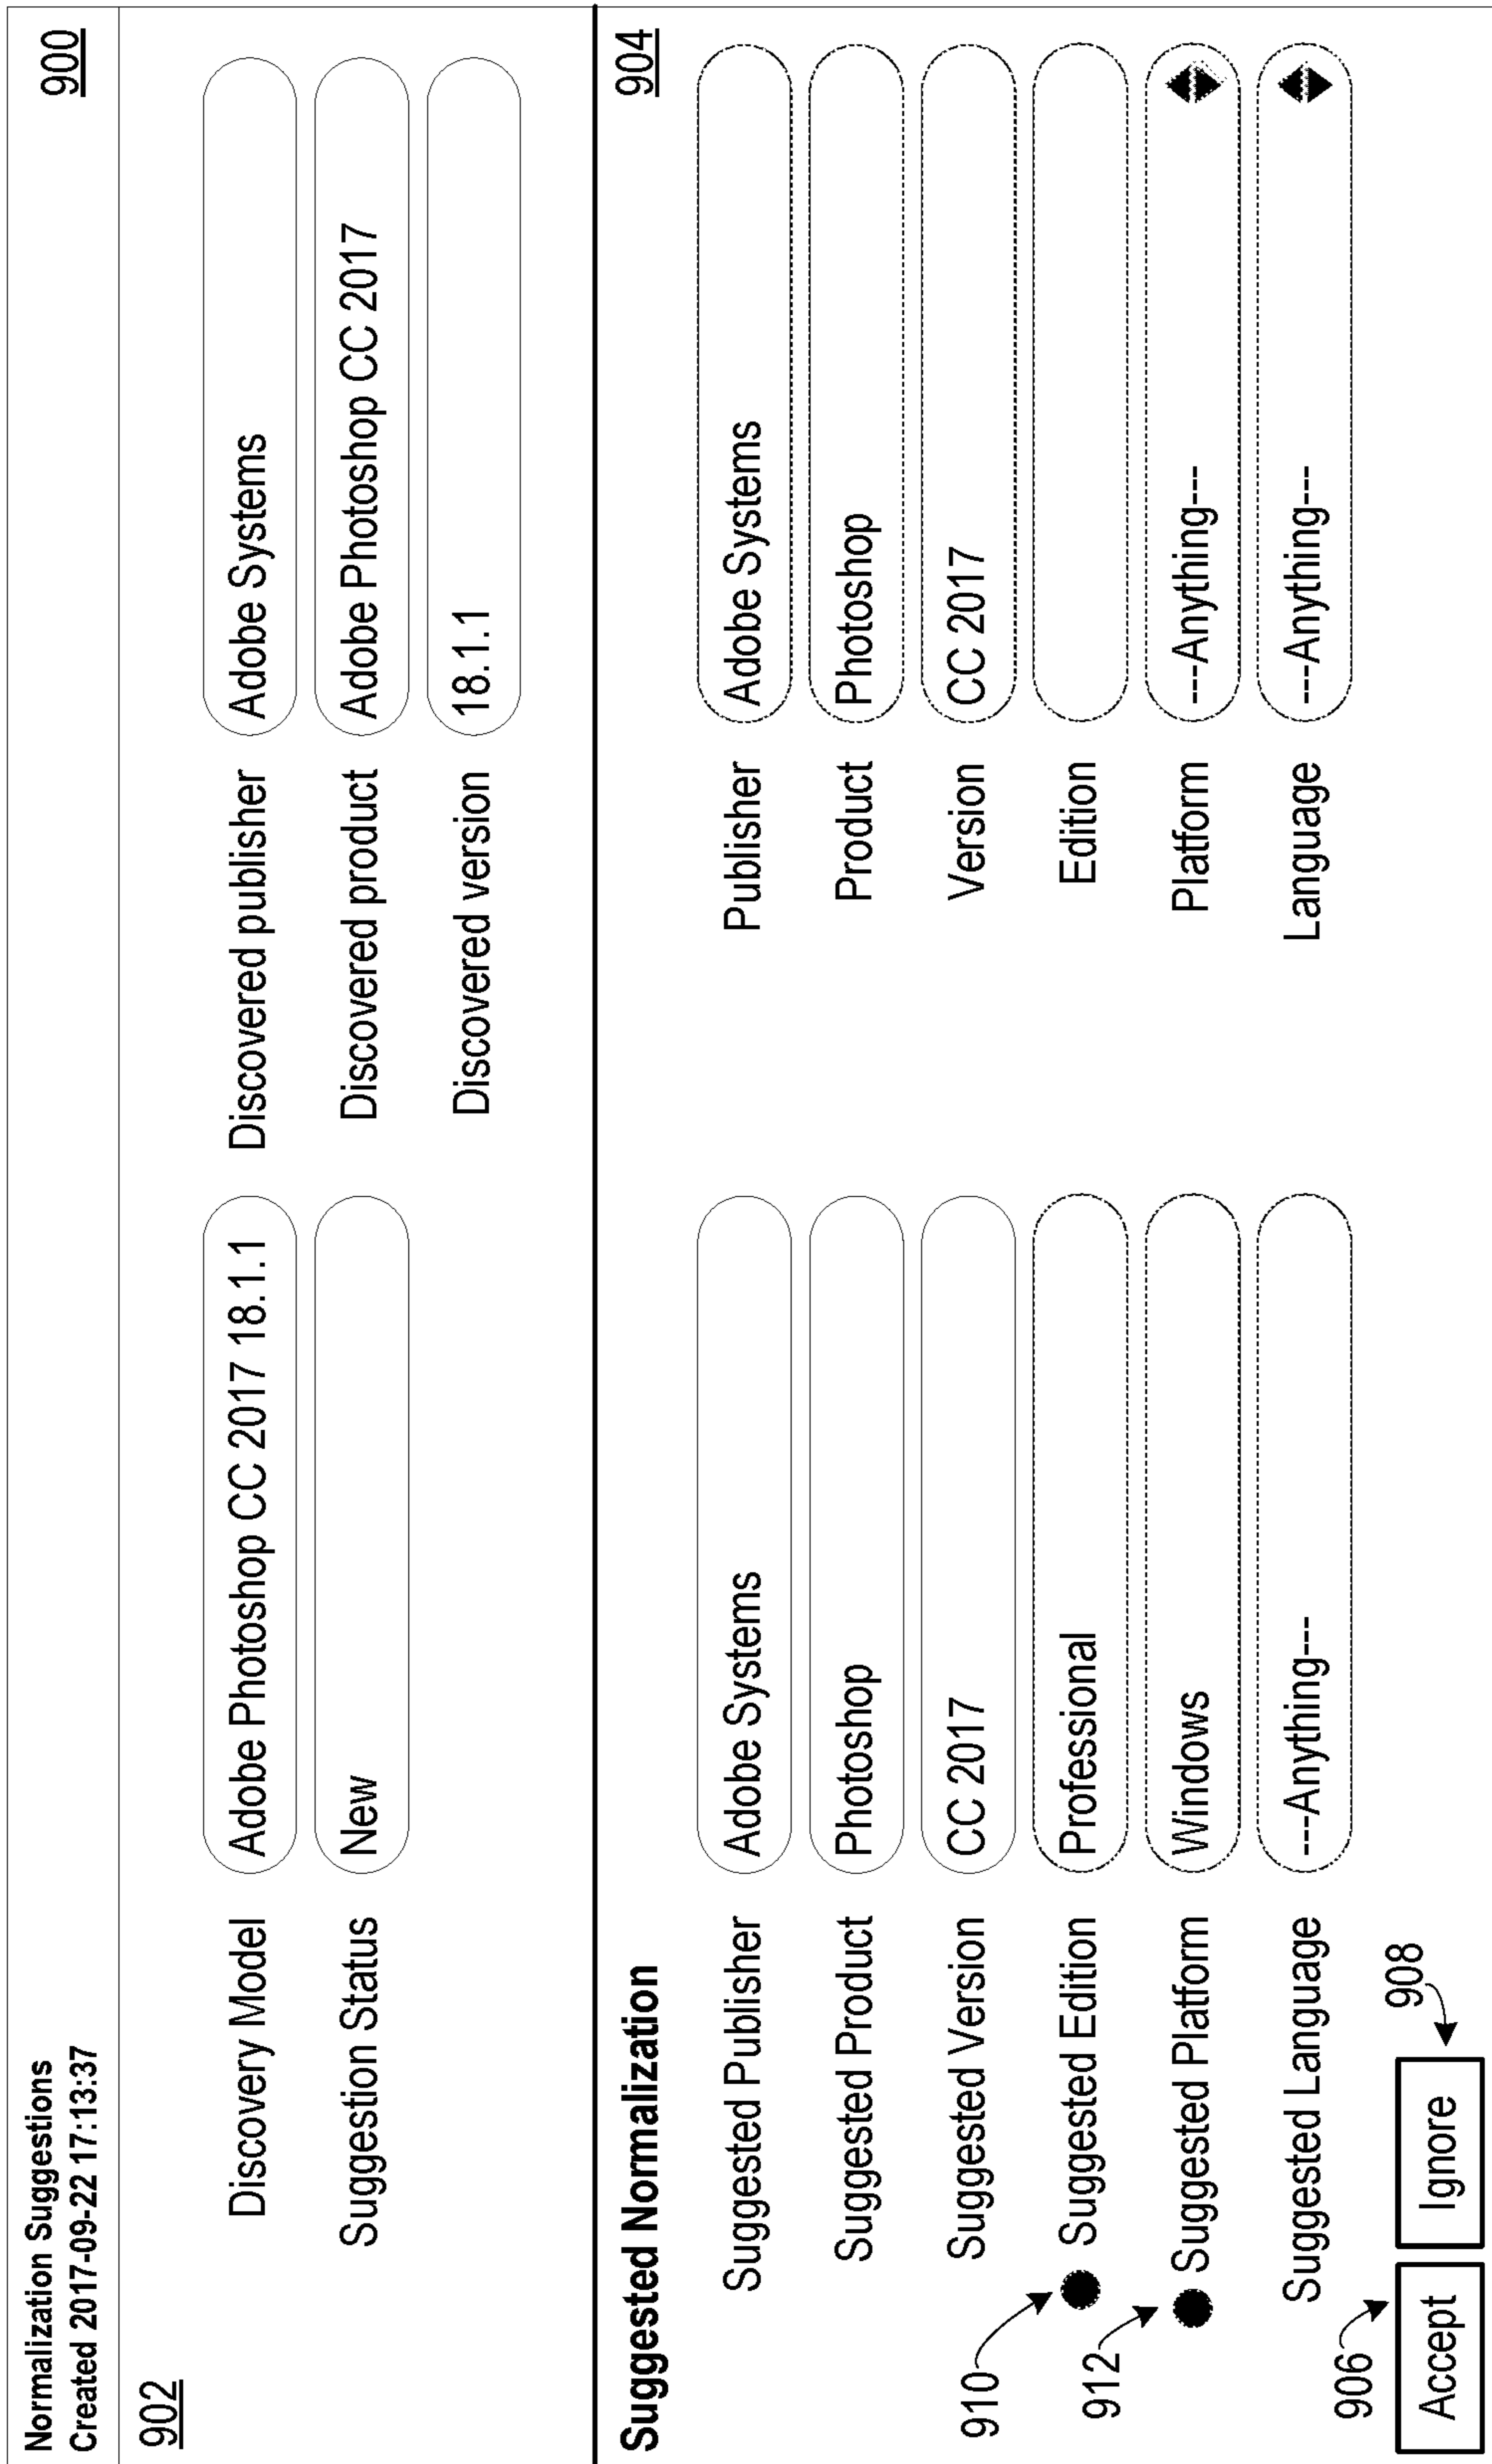 Normalization Suggestions
Created 2017-09-22 17:13:37
900
902
Discovery Model Adobe Photoshop CC 2017 18.1.1 Discovered publisher Adobe Systems
Suggestion Status New Discovered product Adobe Photoshop CC 2017
Discovered version 18.1.1
Suggested Normalization 904
Suggested Publisher Adobe Systems Publisher Adobe Systems
Suggested Product Photoshop Product Photoshop
Suggested Version CC 2017 Version CC 2017
910 Suggested Edition Professional Edition
912 Suggested Platform Windows Platform ---Anything---
Suggested Language ---Anything--- Language ---Anything---
906 908
Accept Ignore